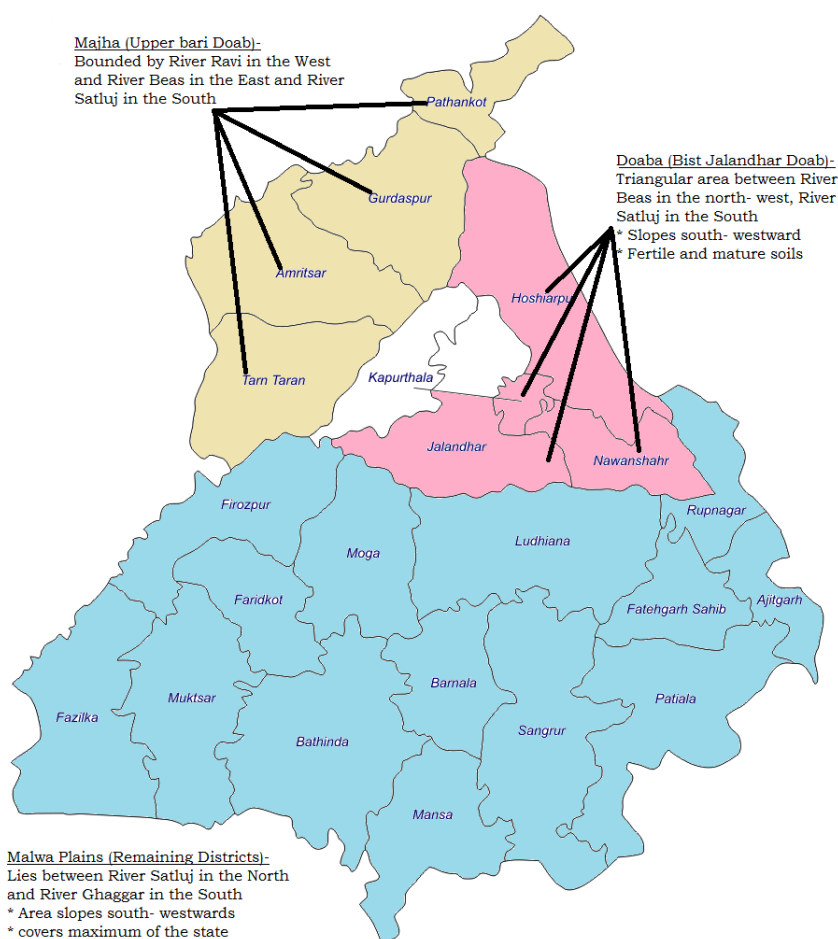 Majha (Upper bari Doab)-
Bounded by River Ravi in the West
and River Beas in the East and River
Satluj in the South
Pathankot
Doaba (Bist Jalandhar Doab)-
Triangular area between River
Beas in the north- west, River
Satluj in the South
* Slopes south- westward
* Fertile and mature soils
Gurdaspur
Amritsar
Hoshiarpur
Tarn Taran
Kapurthala
Jalandhar
Nawanshahr
Firozpur
Rupnagar
Moga
Ludhiana
Faridkot
Fatehgarh Sahib
Ajitgarh
Barnala
Muktsar
Patiala
Fazilka
Sangrur
Bathinda
Mansa
Malwa Plains (Remaining Districts)-
Lies between River Satluj in the North
and River Ghaggar in the South
* Area slopes south- westwards
* covers maximum of the state